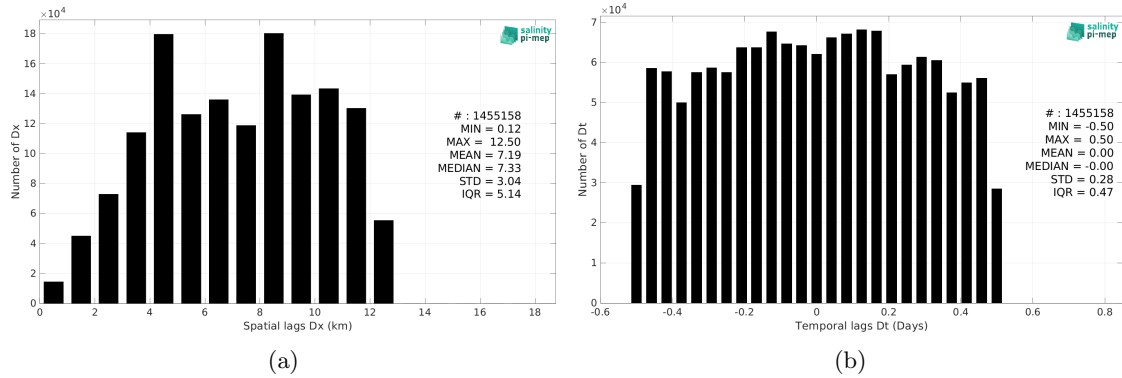 ×10⁴
20
18
16
14
12
10
8
6
4
2
0
Number of Dx
0 2 4 6 8 10 12 14 16 18
Spatial lags Dx (km)
salinity
pi-mep
# : 1455158
MIN = 0.12
MAX = 12.50
MEAN = 7.19
MEDIAN = 7.33
STD = 3.04
IQR = 5.14
(a)
×10⁴
7
6
5
4
3
2
1
0
Number of Dt
-0.6 -0.4 -0.2 0 0.2 0.4 0.6 0.8
Temporal lags Dt (Days)
salinity
pi-mep
# : 1455158
MIN = -0.50
MAX = 0.50
MEAN = 0.00
MEDIAN = -0.00
STD = 0.28
IQR = 0.47
(b)